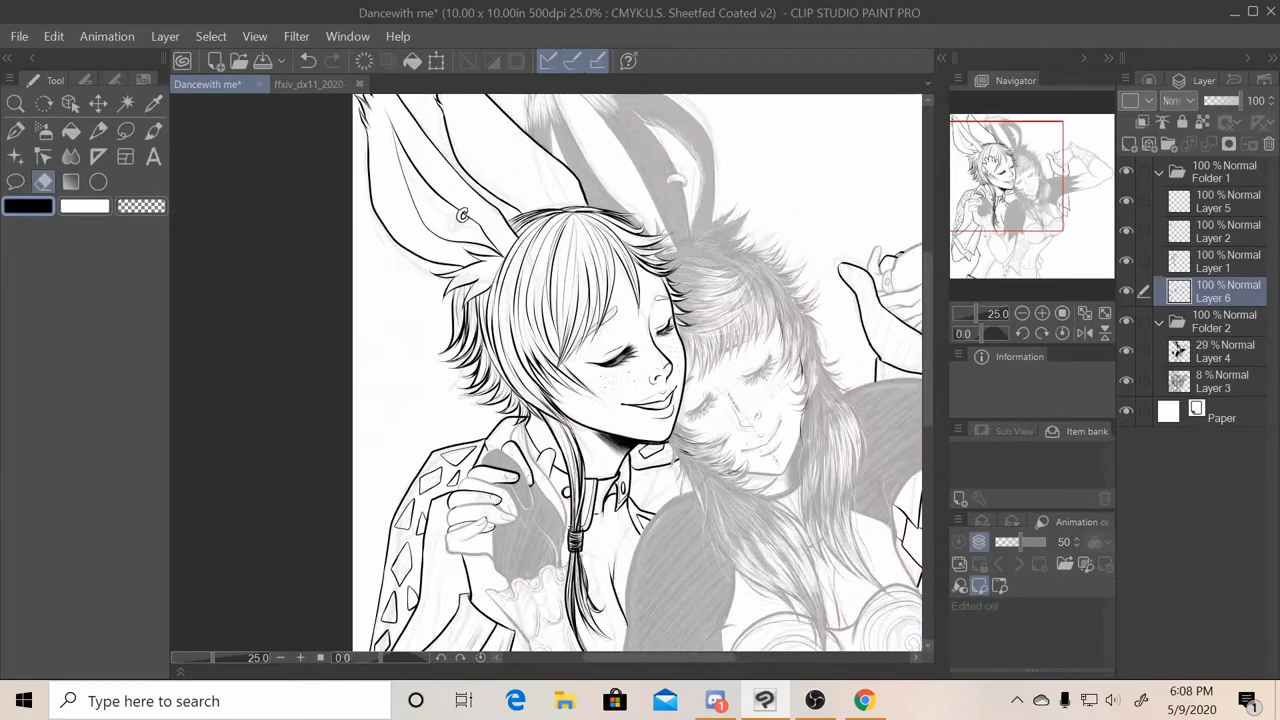 Dancewith me* (10.00 x 10.00in 500dpi 25.0% : CMYK:U.S. Sheetfed Coated v2) - CLIP STUDIO PAINT PRO
File Edit Animation Layer Select View Filter Window Help
Tool
Dancewith me*
ffxiv_dx11_2020-
Navigator
Layer
Nor
100
100 % Normal
Folder 1
100 % Normal
Layer 5
100 % Normal
Layer 2
100 % Normal
Layer 1
100 % Normal
Layer 6
100 % Normal
Folder 2
29 % Normal
Layer 4
8 % Normal
Layer 3
Paper
25.0
0.0
Information
Sub View
Item bank
Animation ce
50
Edited cel
25.0
0.0
Type here to search
1
6:08 PM
5/9/2020
1